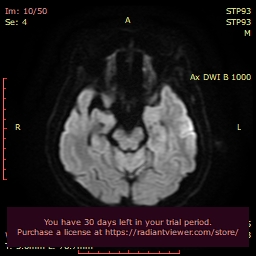 Im: 10/50
Se: 4
STP93
STP93
M
A
Ax DWI B 1000
R
L
You have 30 days left in your trial period.
Purchase a license at https://radiantviewer.com/store/